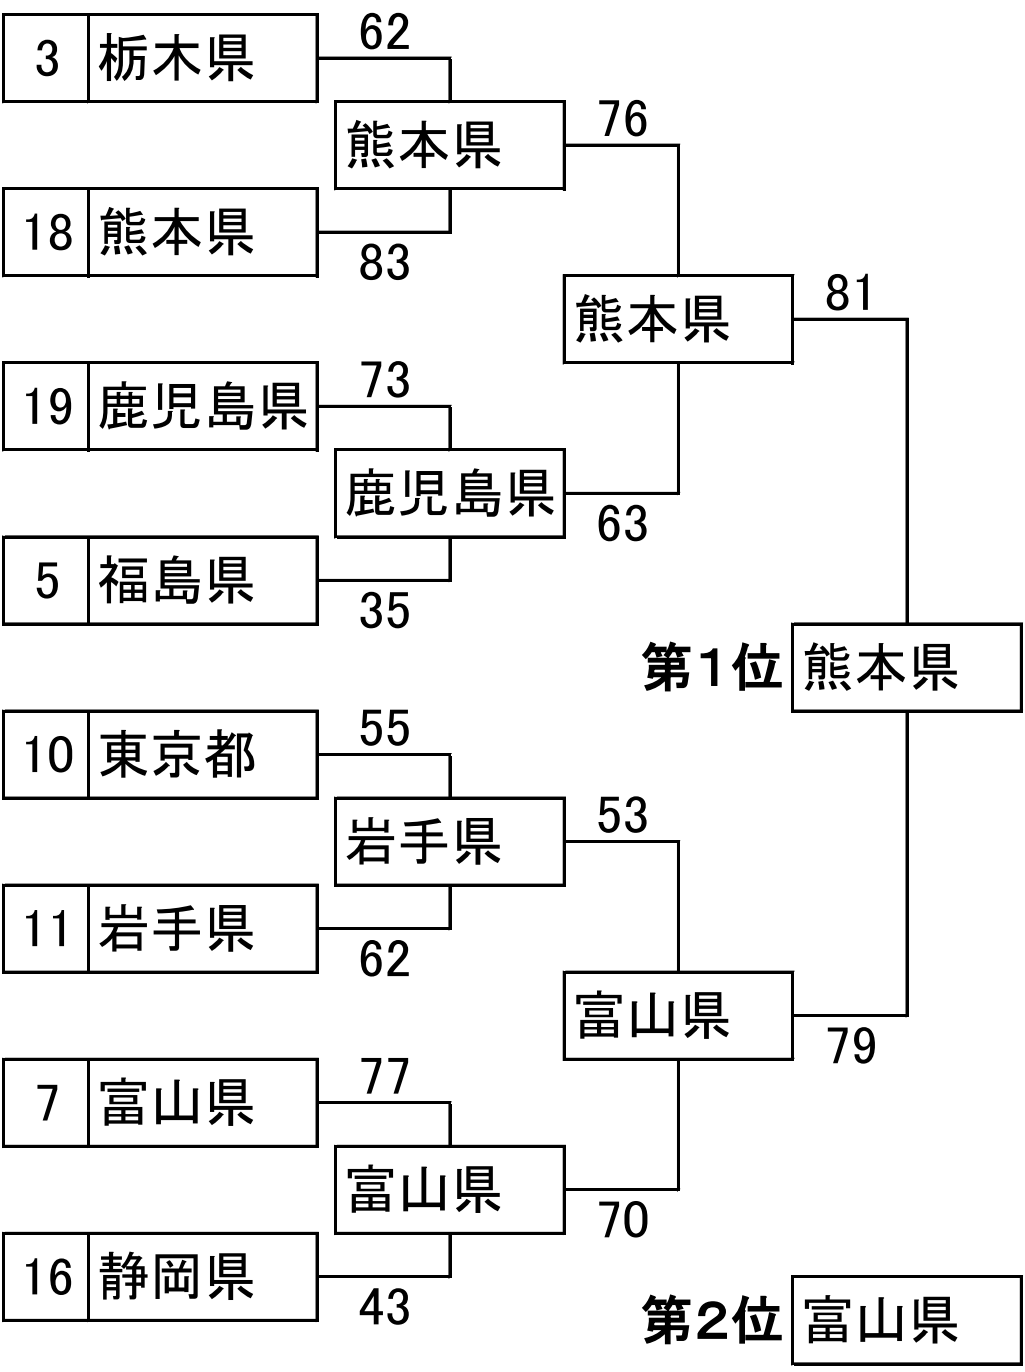 62
3 栃木県
76
熊本県
18 熊本県
83
81
熊本県
73
19 鹿児島県
鹿児島県
63
5 福島県
35
第1位 熊本県
55
10 東京都
53
岩手県
11 岩手県
62
富山県
79
77
7 富山県
富山県
70
16 静岡県
43
第2位 富山県